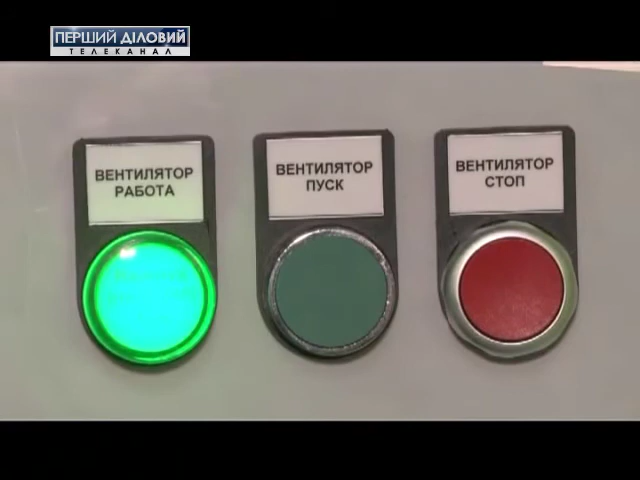 ПЕРШИЙ ДІЛОВИЙ
ТЕЛЕКАНАЛ
ВЕНТИЛЯТОР
РАБОТА
ВЕНТИЛЯТОР
ПУСК
ВЕНТИЛЯТОР
СТОП